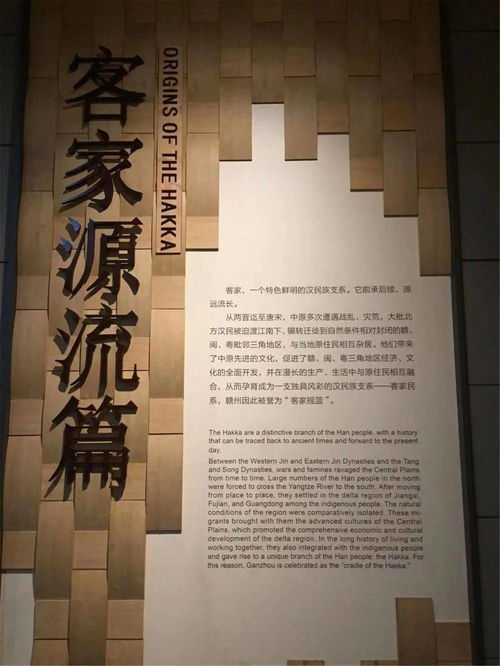 客家源流篇
ORIGINS OF THE HAKKA
客家，一个特色鲜明的汉民族支系。它前承后续，源
远流长。
从两晋迄至唐宋，中原多次遭遇战乱、灾荒，大批北
方汉民被迫渡江南下，辗转迁徙到自然条件相对封闭的赣、
闽、粤毗邻三角地区，与当地原住民相互杂居。他们带来
了中原先进的文化，促进了赣、闽、粤三角地区经济、文
化的全面开发，并在漫长的生产、生活中与原住民相互融
合，从而孕育成为一支独具风彩的汉民族支系——客家民
系，赣州因此被誉为“客家摇篮”。
The Hakka are a distinctive branch of the Han people, with a history
that can be traced back to ancient times and forward to the present
day.
Between the Western Jin and Eastern Jin Dynasties and the Tang
and Song Dynasties, wars and famines ravaged the Central Plains
from time to time. Large numbers of the Han people in the north
were forced to cross the Yangtze River to the south. After moving
from place to place, they settled in the delta region of Jiangxi,
Fujian, and Guangdong among the indigenous people. The natural
conditions of the region were comparatively isolated. These mi-
grants brought with them the advanced cultures of the Central
Plains, which promoted the comprehensive economic and cultural
development of the delta region. In the long history of living and
working together, they also integrated with the indigenous people
and gave rise to a unique branch of the Han people: the Hakka. For
this reason, Ganzhou is celebrated as the “cradle of the Hakka.”